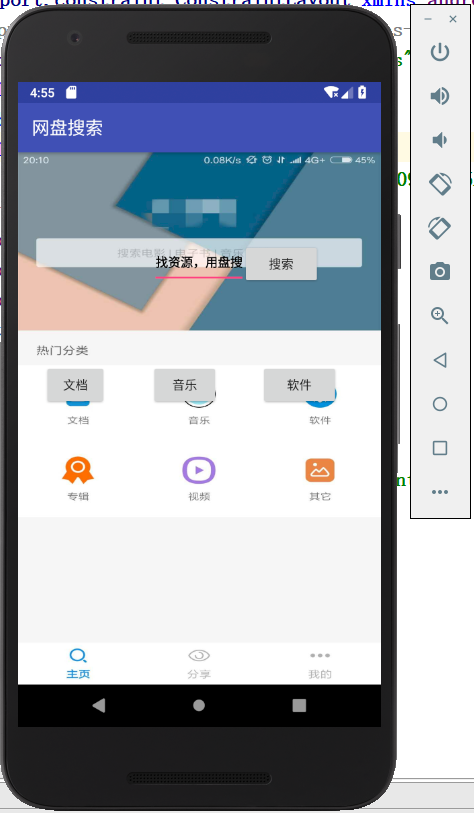 4:55
网盘搜索
20:10 0.08K/s 4G+ 45%
搜索电影 | 电子书 | 音乐
找资源，用盘搜 搜索
热门分类
文档 音乐 软件
文档 音乐 软件
专辑 视频 其它
主页 分享 我的